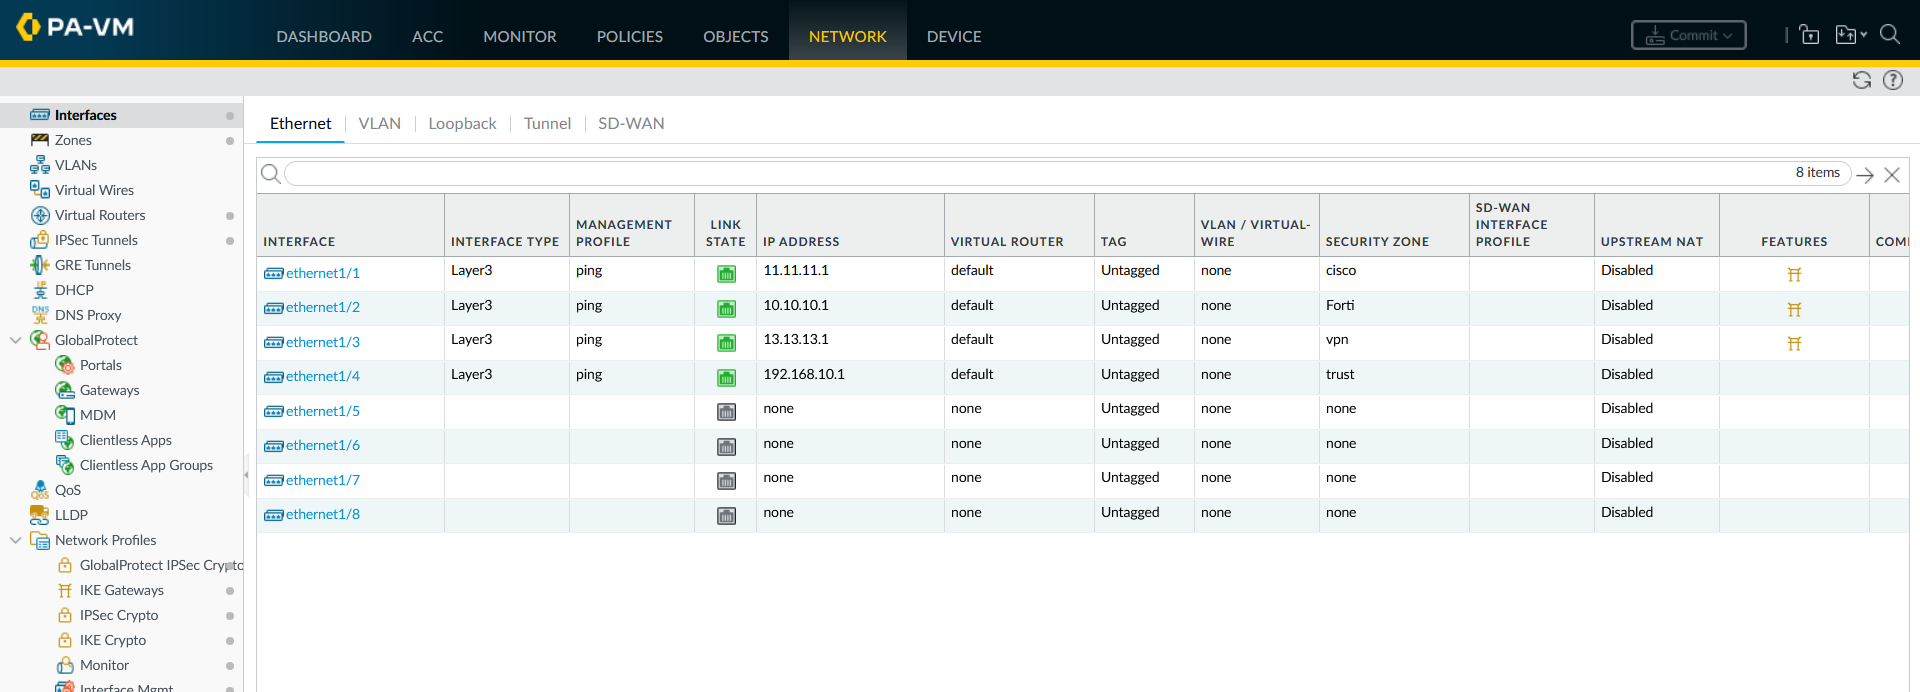 PA-VM
DASHBOARD ACC MONITOR POLICIES OBJECTS NETWORK DEVICE Commit
Interfaces
Zones
VLANs
Virtual Wires
Virtual Routers
IPSec Tunnels
GRE Tunnels
DHCP
DNS Proxy
GlobalProtect
Portals
Gateways
MDM
Clientless Apps
Clientless App Groups
QoS
LLDP
Network Profiles
GlobalProtect IPSec Crypto
IKE Gateways
IPSec Crypto
IKE Crypto
Monitor
Interface Mgmt
Ethernet VLAN Loopback Tunnel SD-WAN
8 items
INTERFACE INTERFACE TYPE MANAGEMENT PROFILE LINK STATE IP ADDRESS VIRTUAL ROUTER TAG VLAN / VIRTUAL-WIRE SECURITY ZONE SD-WAN INTERFACE PROFILE UPSTREAM NAT FEATURES COM
ethernet1/1 Layer3 ping 11.11.11.1 default Untagged none cisco Disabled
ethernet1/2 Layer3 ping 10.10.10.1 default Untagged none Forti Disabled
ethernet1/3 Layer3 ping 13.13.13.1 default Untagged none vpn Disabled
ethernet1/4 Layer3 ping 192.168.10.1 default Untagged none trust Disabled
ethernet1/5 none none Untagged none none Disabled
ethernet1/6 none none Untagged none none Disabled
ethernet1/7 none none Untagged none none Disabled
ethernet1/8 none none Untagged none none Disabled